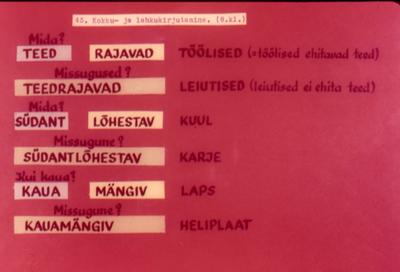 45. Kokku- ja lahkukirjutamine. (8.kl.)
Mida?
TEED RAJAVAD TÖÖLISED (=töölised ehitavad teed)
Missugused?
TEEDRAJAVAD LEIUTISED (leiutised ei ehita teed)
Mida?
SÜDANT LÕHESTAV KUUL
Missugune?
SÜDANTLÕHESTAV KARJE
Kui kaua?
KAUA MÄNGIV LAPS
Missugune?
KAUAMÄNGIV HELIPLAAT